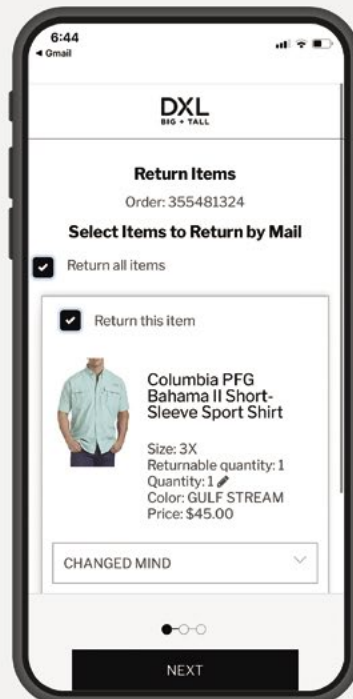 6:44
◀ Gmail
DXL
BIG + TALL
Return Items
Order: 355481324
Select Items to Return by Mail
Return all items
Return this item
Columbia PFG
Bahama II Short-
Sleeve Sport Shirt
Size: 3X
Returnable quantity: 1
Quantity: 1
Color: GULF STREAM
Price: $45.00
CHANGED MIND
NEXT